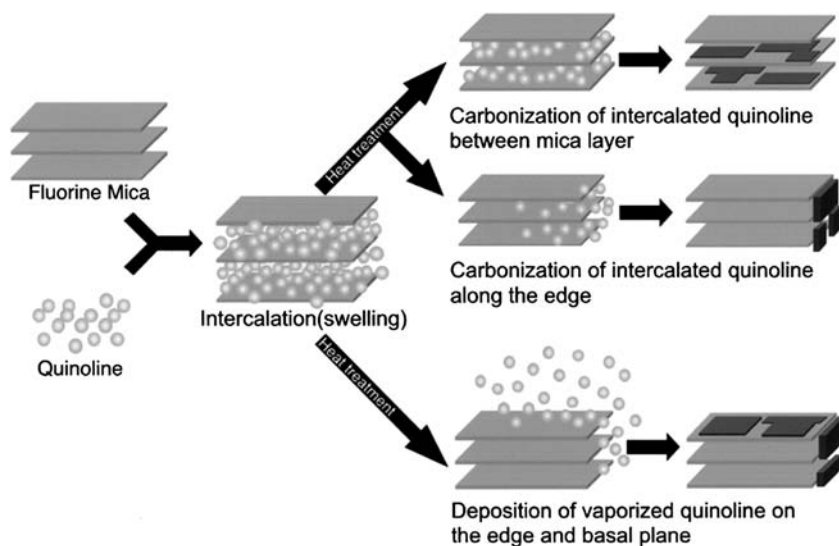 Fluorine Mica
Quinoline
Intercalation(swelling)
Heat treatment
Heat treatment
Carbonization of intercalated quinoline
between mica layer
Carbonization of intercalated quinoline
along the edge
Deposition of vaporized quinoline on
the edge and basal plane